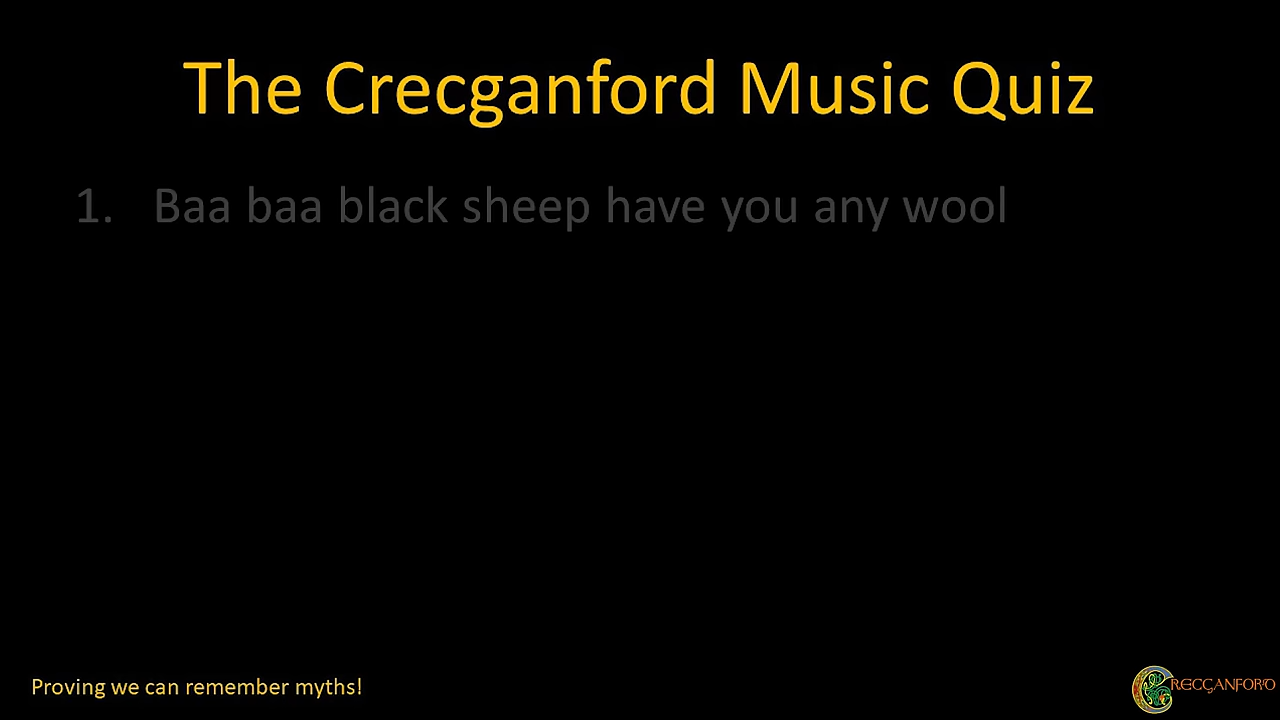 The Crecganford Music Quiz
1. Baa baa black sheep have you any wool
Proving we can remember myths!
CRECGANFORD